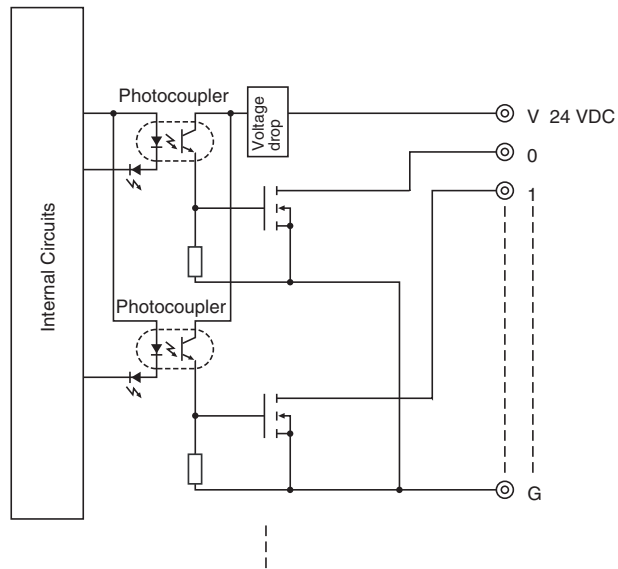 Internal Circuits
Photocoupler
Voltage
drop
V 24 VDC
0
1
Photocoupler
G